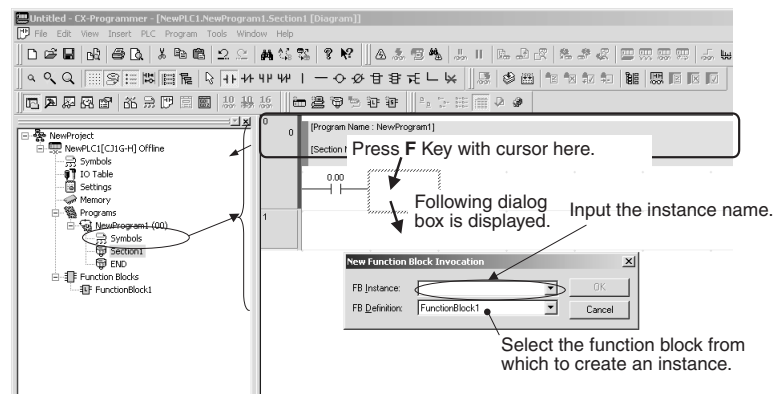 Untitled - CX-Programmer - [NewPLC1.NewProgram1.Section1 [Diagram]]
File Edit View Insert PLC Program Tools Window Help
10 10 16
NewProject
NewPLC1[CJ1G-H] Offline
Symbols
IO Table
Settings
Memory
Programs
NewProgram1 (00)
Symbols
Section1
END
Function Blocks
FunctionBlock1
0
0
[Program Name : NewProgram1]
[Section N
Press F Key with cursor here.
0.00
Following dialog
box is displayed.
Input the instance name.
1
New Function Block Invocation
FB Instance:
OK
FB Definition:
FunctionBlock1
Cancel
Select the function block from
which to create an instance.